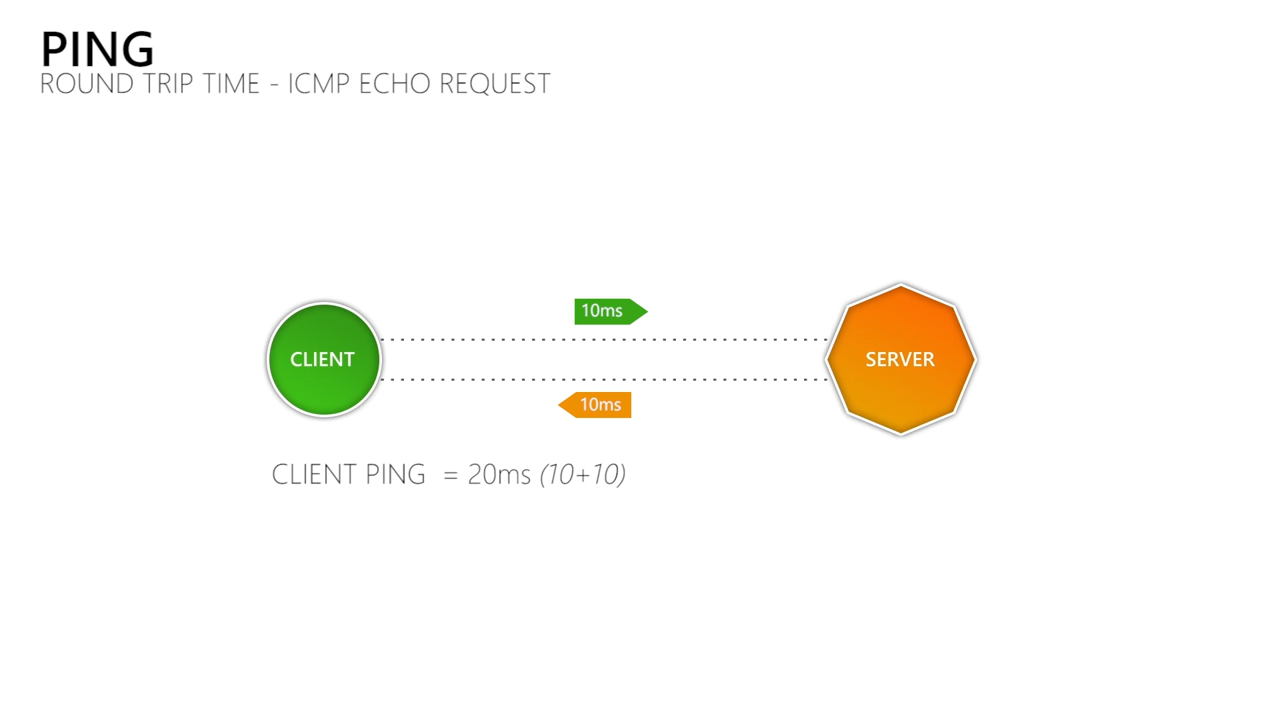 PING
ROUND TRIP TIME - ICMP ECHO REQUEST
10ms
CLIENT
SERVER
10ms
CLIENT PING = 20ms (10+10)